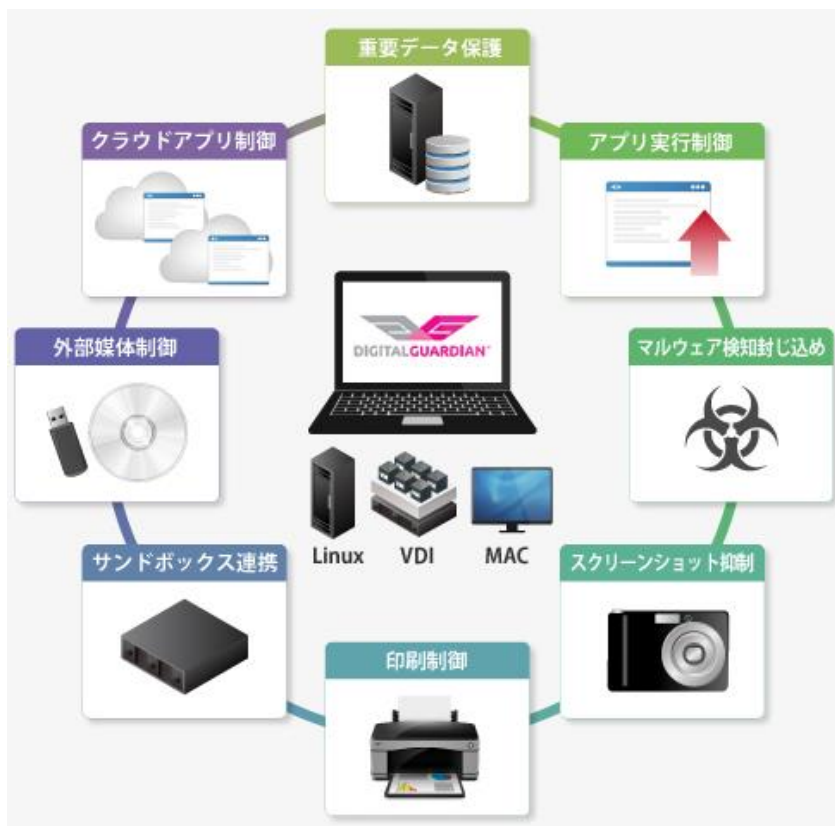 重要データ保護
クラウドアプリ制御
アプリ実行制御
外部媒体制御
DIGITALGUARDIAN™
マルウェア検知封じ込め
Linux
VDI
MAC
サンドボックス連携
スクリーンショット抑制
印刷制御